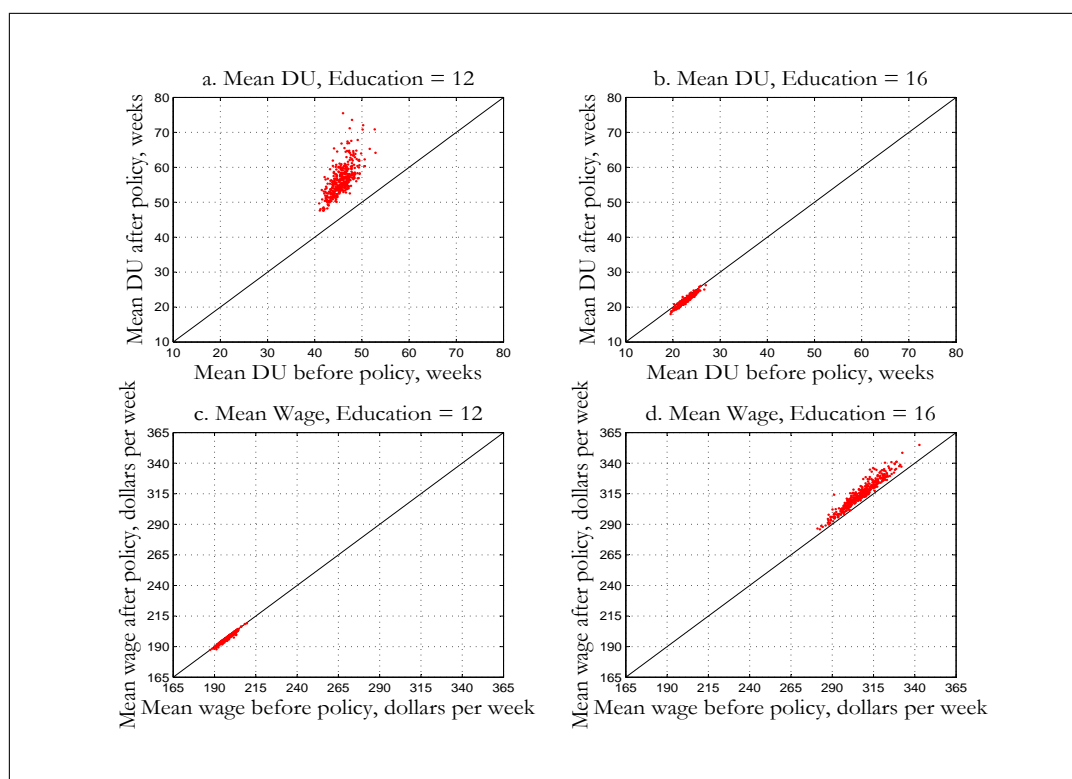 a. Mean DU, Education = 12
Mean DU after policy, weeks
80
70
60
50
40
30
20
10
10 20 30 40 50 60 70 80
Mean DU before policy, weeks
b. Mean DU, Education = 16
Mean DU after policy, weeks
80
70
60
50
40
30
20
10
10 20 30 40 50 60 70 80
Mean DU before policy, weeks
c. Mean Wage, Education = 12
Mean wage after policy, dollars per week
365
340
315
290
265
240
215
190
165
165 190 215 240 265 290 315 340 365
Mean wage before policy, dollars per week
d. Mean Wage, Education = 16
Mean wage after policy, dollars per week
365
340
315
290
265
240
215
190
165
165 190 215 240 265 290 315 340 365
Mean wage before policy, dollars per week